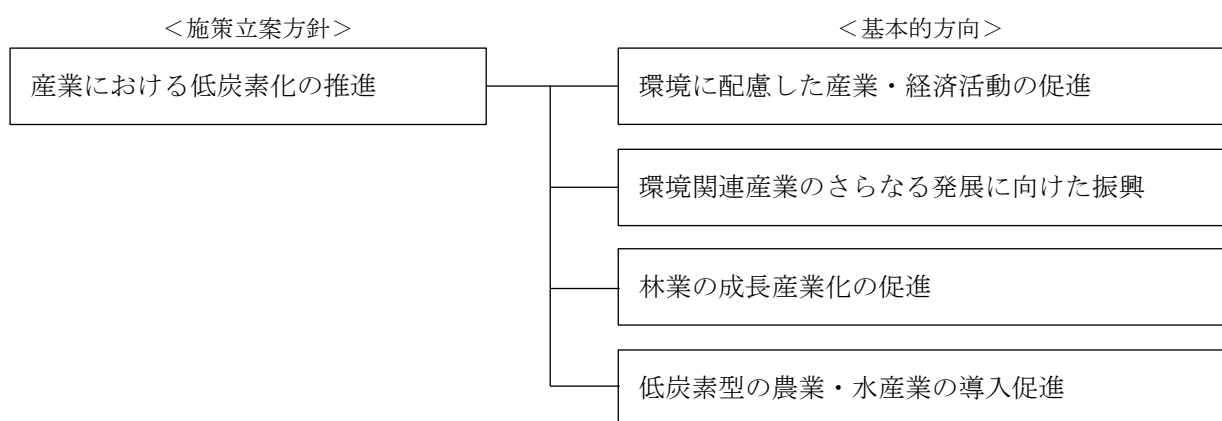 ＜施策立案方針＞
＜基本的方向＞
産業における低炭素化の推進
環境に配慮した産業・経済活動の促進
環境関連産業のさらなる発展に向けた振興
林業の成長産業化の促進
低炭素型の農業・水産業の導入促進